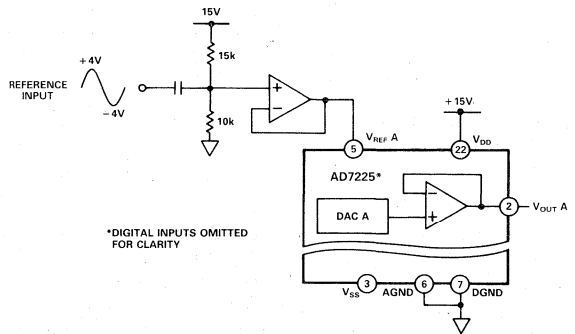 15V
+4V
15k
REFERENCE
INPUT
+
−
−4V
10k
+15V
VREF A
VDD
5
22
AD7225*
−
DAC A
+
2
VOUT A
*DIGITAL INPUTS OMITTED
FOR CLARITY
VSS
3
AGND
6
7
DGND